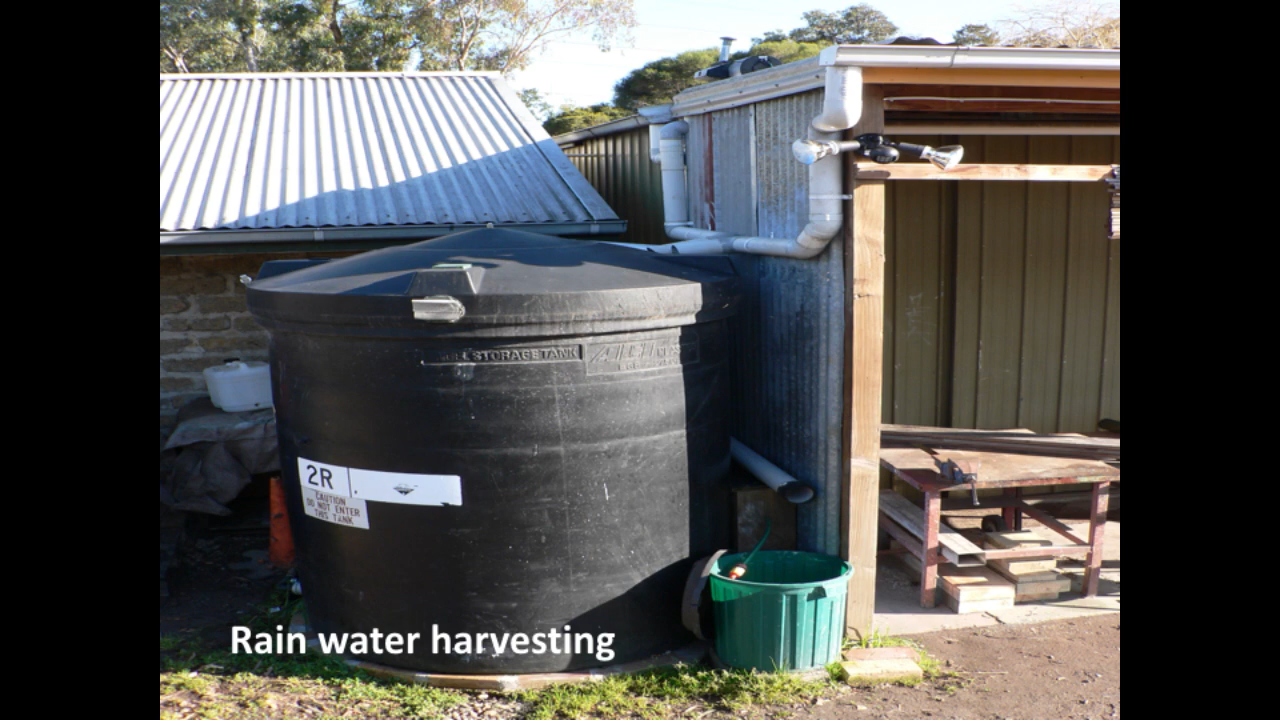 STORAGE TANK
2R
CAUTION
DO NOT ENTER
THIS TANK
Rain water harvesting